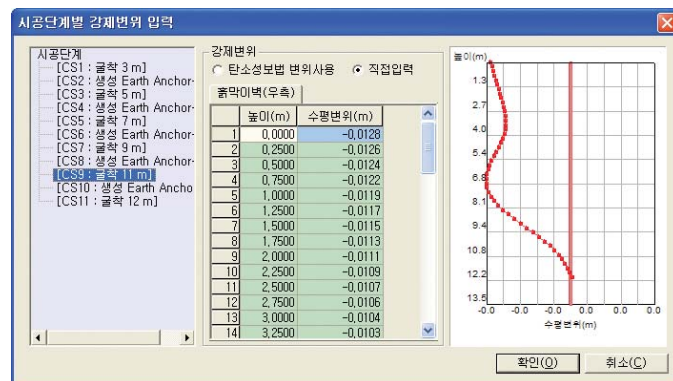 시공단계별 강제변위 입력
시공단계
[CS1 : 굴착 3 m]
[CS2 : 생성 Earth Anchor-
[CS3 : 굴착 5 m]
[CS4 : 생성 Earth Anchor-
[CS5 : 굴착 7 m]
[CS6 : 생성 Earth Anchor-
[CS7 : 굴착 9 m]
[CS8 : 생성 Earth Anchor-
[CS9 : 굴착 11 m]
[CS10 : 생성 Earth Ancho
[CS11 : 굴착 12 m]
강제변위
탄소성보법 변위사용 직접입력
흙막이벽(우측)
높이(m) 수평변위(m)
1 0,0000 -0,0128
2 0,2500 -0,0126
3 0,5000 -0,0124
4 0,7500 -0,0122
5 1,0000 -0,0119
6 1,2500 -0,0117
7 1,5000 -0,0115
8 1,7500 -0,0113
9 2,0000 -0,0111
10 2,2500 -0,0109
11 2,5000 -0,0107
12 2,7500 -0,0106
13 3,0000 -0,0104
14 3,2500 -0,0103
높이(m)
1.3
2.7
4.0
5.4
6.8
8.1
9.4
10.8
12.2
13.5
-0.0 -0.0 -0.0 0.0 0.0 0.0
수평변위(m)
확인(O) 취소(C)